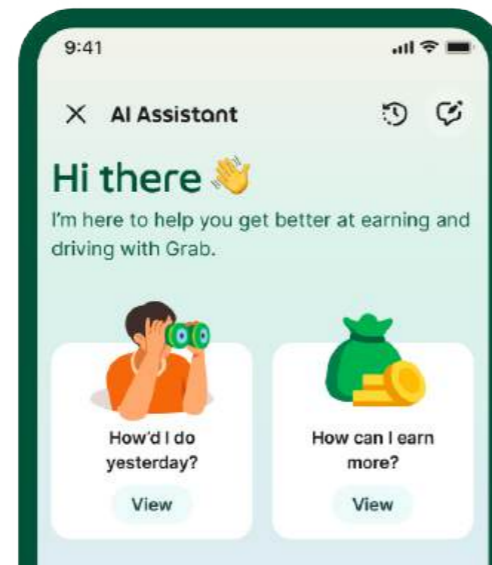 9:41
AI Assistant
Hi there 👋
I'm here to help you get better at earning and
driving with Grab.
How'd I do
yesterday?
View
How can I earn
more?
View